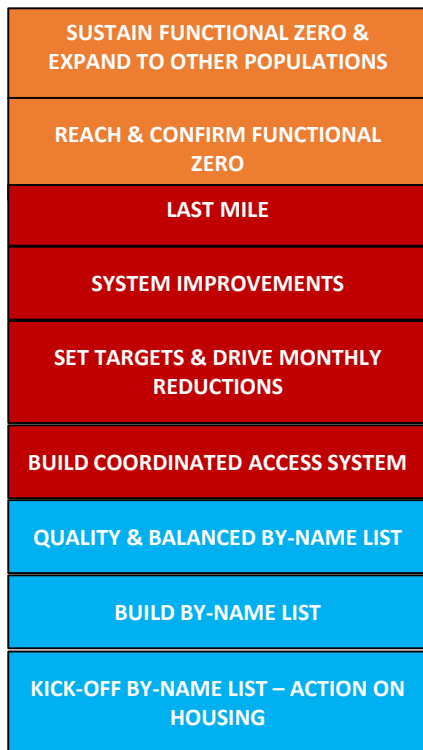 SUSTAIN FUNCTIONAL ZERO &
EXPAND TO OTHER POPULATIONS
REACH & CONFIRM FUNCTIONAL
ZERO
LAST MILE
SYSTEM IMPROVEMENTS
SET TARGETS & DRIVE MONTHLY
REDUCTIONS
BUILD COORDINATED ACCESS SYSTEM
QUALITY & BALANCED BY-NAME LIST
BUILD BY-NAME LIST
KICK-OFF BY-NAME LIST – ACTION ON
HOUSING